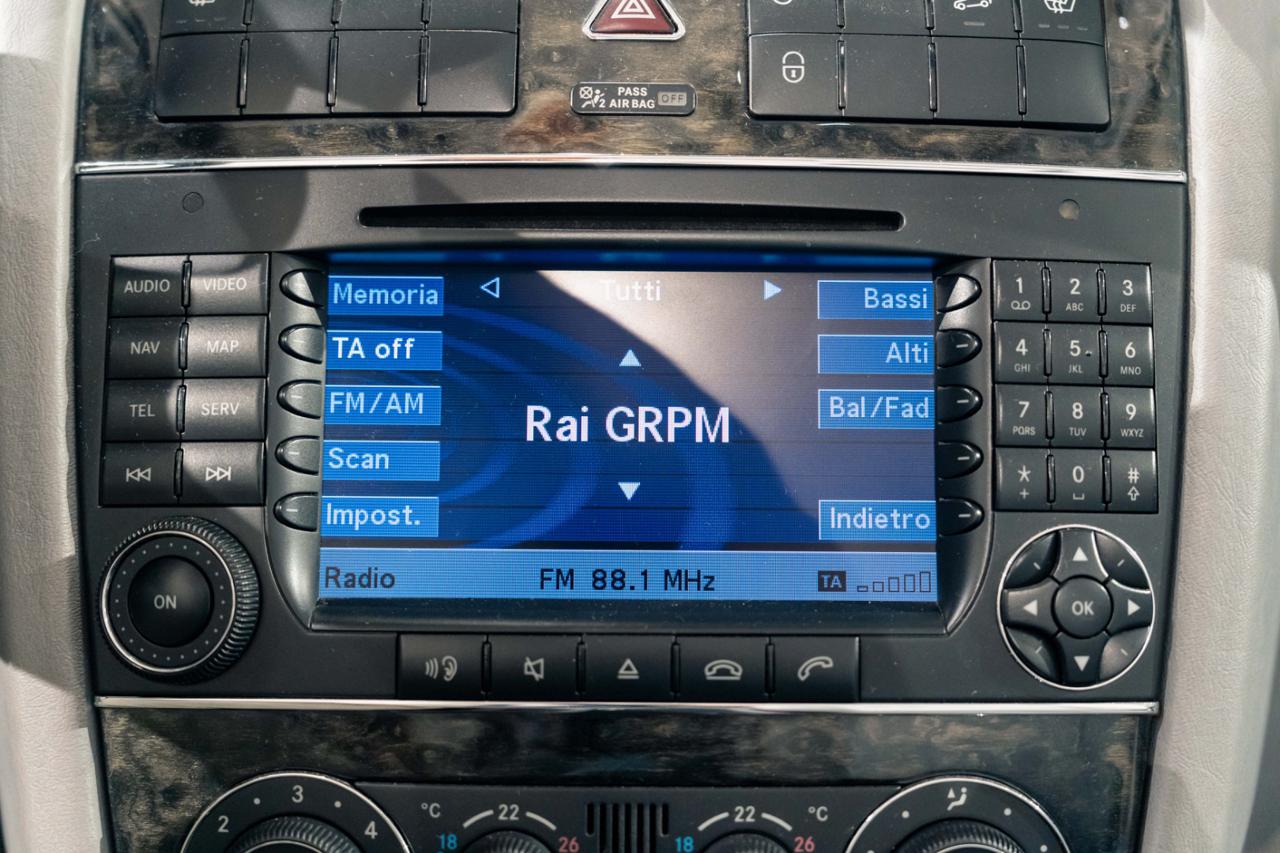 PASS
2 AIR BAG OFF
AUDIO VIDEO
NAV MAP
TEL SERV
ON
Memoria
TA off
FM/AM
Scan
Impost.
Tutti
Rai GRPM
Bassi
Alti
Bal/Fad
Indietro
Radio FM 88.1 MHz TA
1 2 3
ABC DEF
4 5 6
GHI JKL MNO
7 8 9
PQRS TUV WXYZ
* 0 #
+
OK
2 3 4
°C 22 22 °C
18 26 18 26